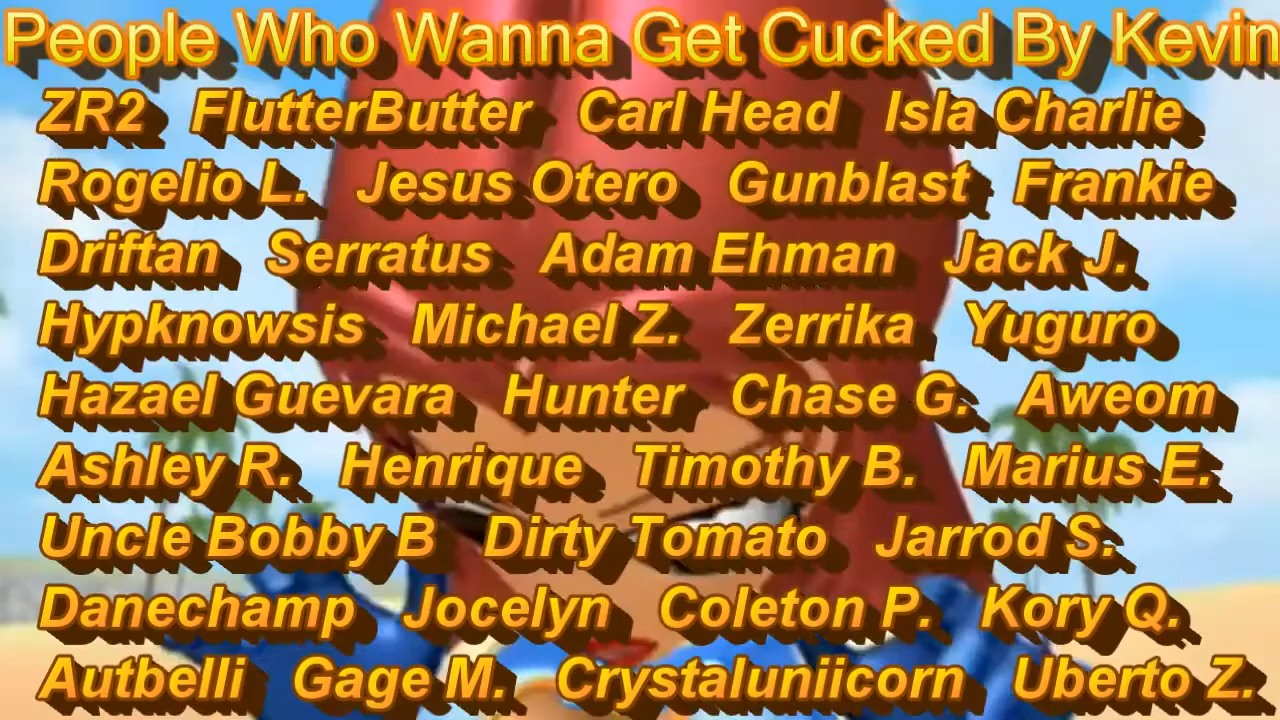 People Who Wanna Get Cucked By Kevin
ZR2 FlutterButter Carl Head Isla Charlie
Rogelio L. Jesus Otero Gunblast Frankie
Driftan Serratus Adam Ehman Jack J.
Hypknowsis Michael Z. Zerrika Yuguro
Hazael Guevara Hunter Chase G. Aweom
Ashley R. Henrique Timothy B. Marius E.
Uncle Bobby B Dirty Tomato Jarrod S.
Danechamp Jocelyn Coleton P. Kory Q.
Autbelli Gage M. Crystaluniicorn Uberto Z.